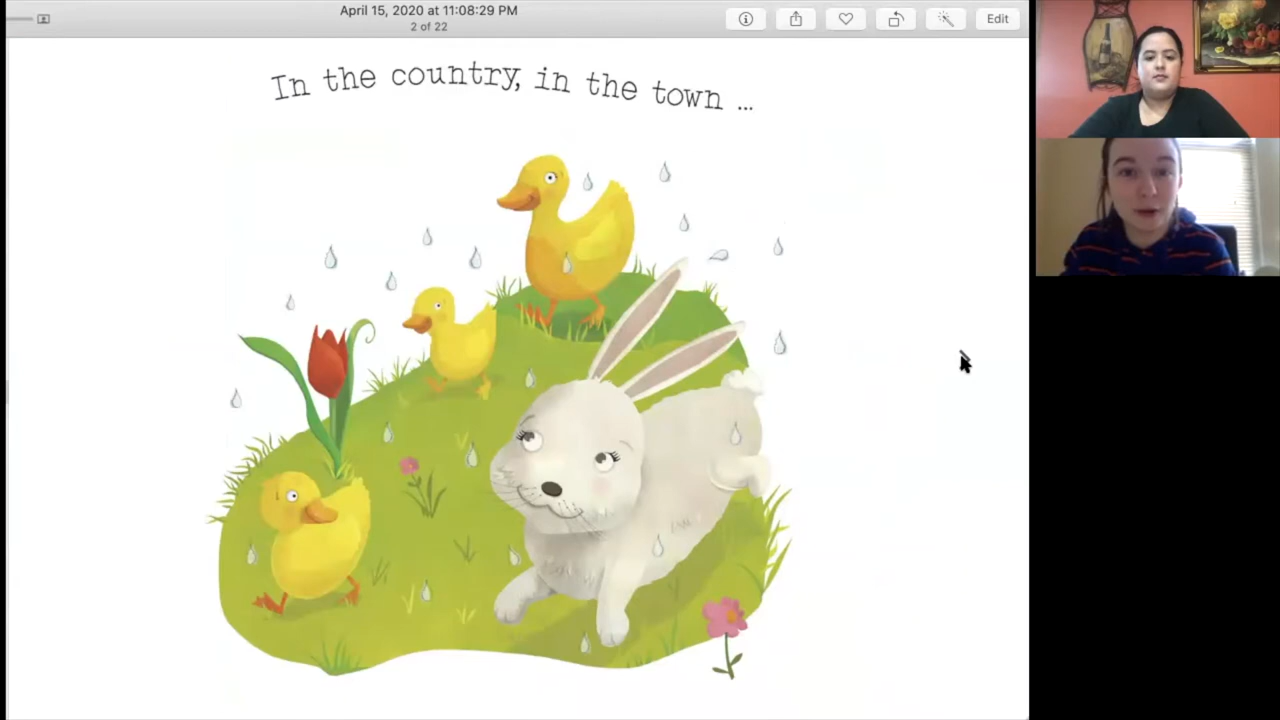 April 15, 2020 at 11:08:29 PM
2 of 22
Edit
In the country, in the town ...